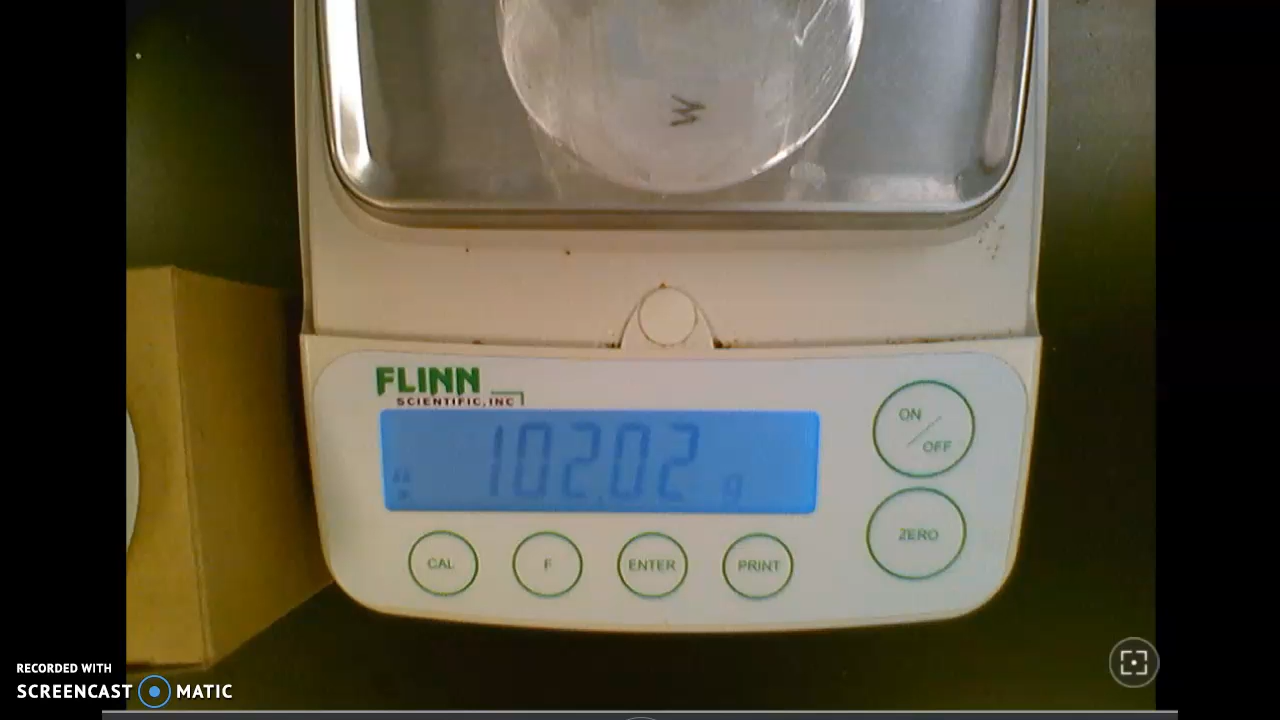 W
FLINN
SCIENTIFIC, INC
102.02 g
ON
OFF
ZERO
CAL
F
ENTER
PRINT
RECORDED WITH
SCREENCAST MATIC